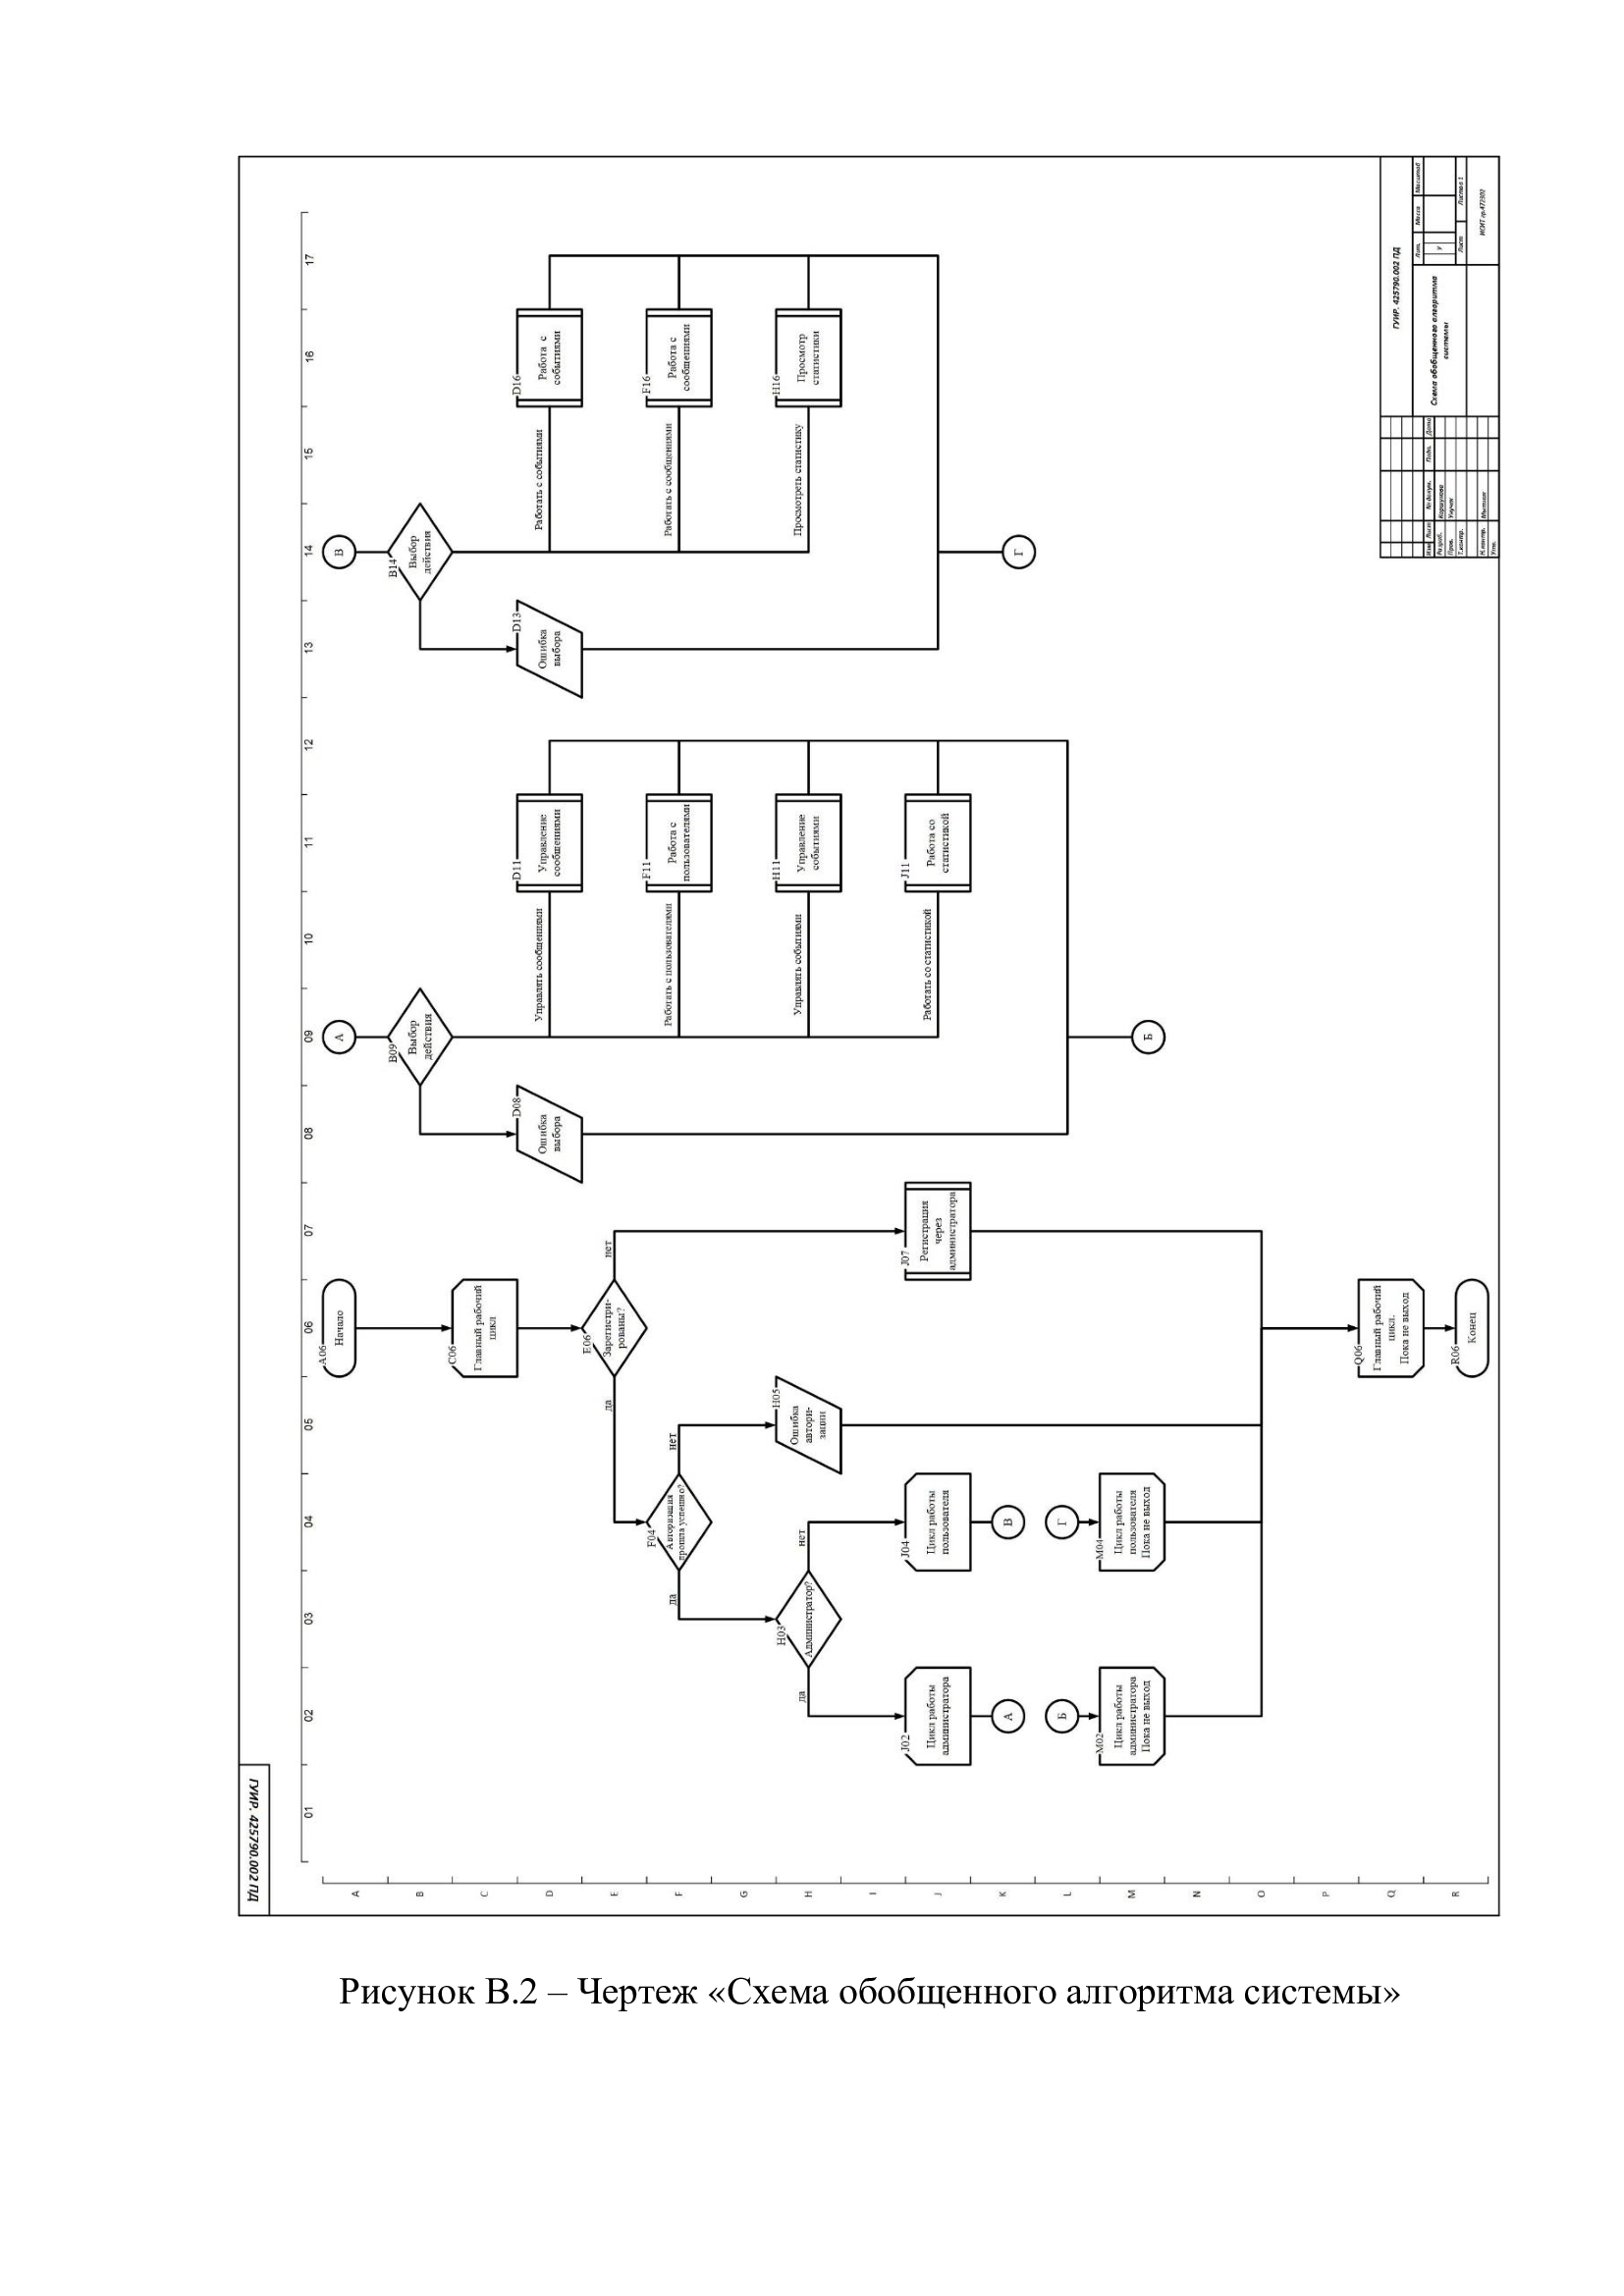 Рисунок В.2 – Чертеж «Схема обобщенного алгоритма системы»
ГУИР. 425790.002 ПД
01 02 03 04 05 06 07 08 09 10 11 12 13 14 15 16 17
A
B
C
D
E
F
G
H
I
J
K
L
M
N
O
P
Q
R
A06
Начало
C06
Главный рабочий
цикл
E06
Зарегистри-
рованы?
да
нет
F04
Авторизация
прошла успешно?
да
нет
H03
Администратор?
да
нет
H05
Ошибка
автори-
зации
J02
Цикл работы
администратора
J04
Цикл работы
пользователя
J07
Регистрация
через
администратора
А
В
Б
Г
M02
Цикл работы
администратора
Пока не выход
M04
Цикл работы
пользователя
Пока не выход
Q06
Главный рабочий
цикл.
Пока не выход
R06
Конец
А
B09
Выбор
действия
D08
Ошибка
выбора
Управлять сообщениями
D11
Управление
сообщениями
Работать с пользователями
F11
Работа с
пользователями
Управлять событиями
H11
Управление
событиями
Работать со статистикой
J11
Работа со
статистикой
Б
В
B14
Выбор
действия
D13
Ошибка
выбора
Работать с событиями
D16
Работа с
событиями
Работать с сообщениями
F16
Работа с
сообщениями
Просмотреть статистику
H16
Просмотр
статистики
Г
ГУИР. 425790.002 ПД
Изм Лист № докум. Подп. Дата
Разраб. Коршунова
Пров. Унучек
Т.контр.
Н.контр.
Утв.
Схема обобщенного алгоритма
системы
Лит. Масса Масштаб
У
Лист Листов 1
ИСИТ гр.472302